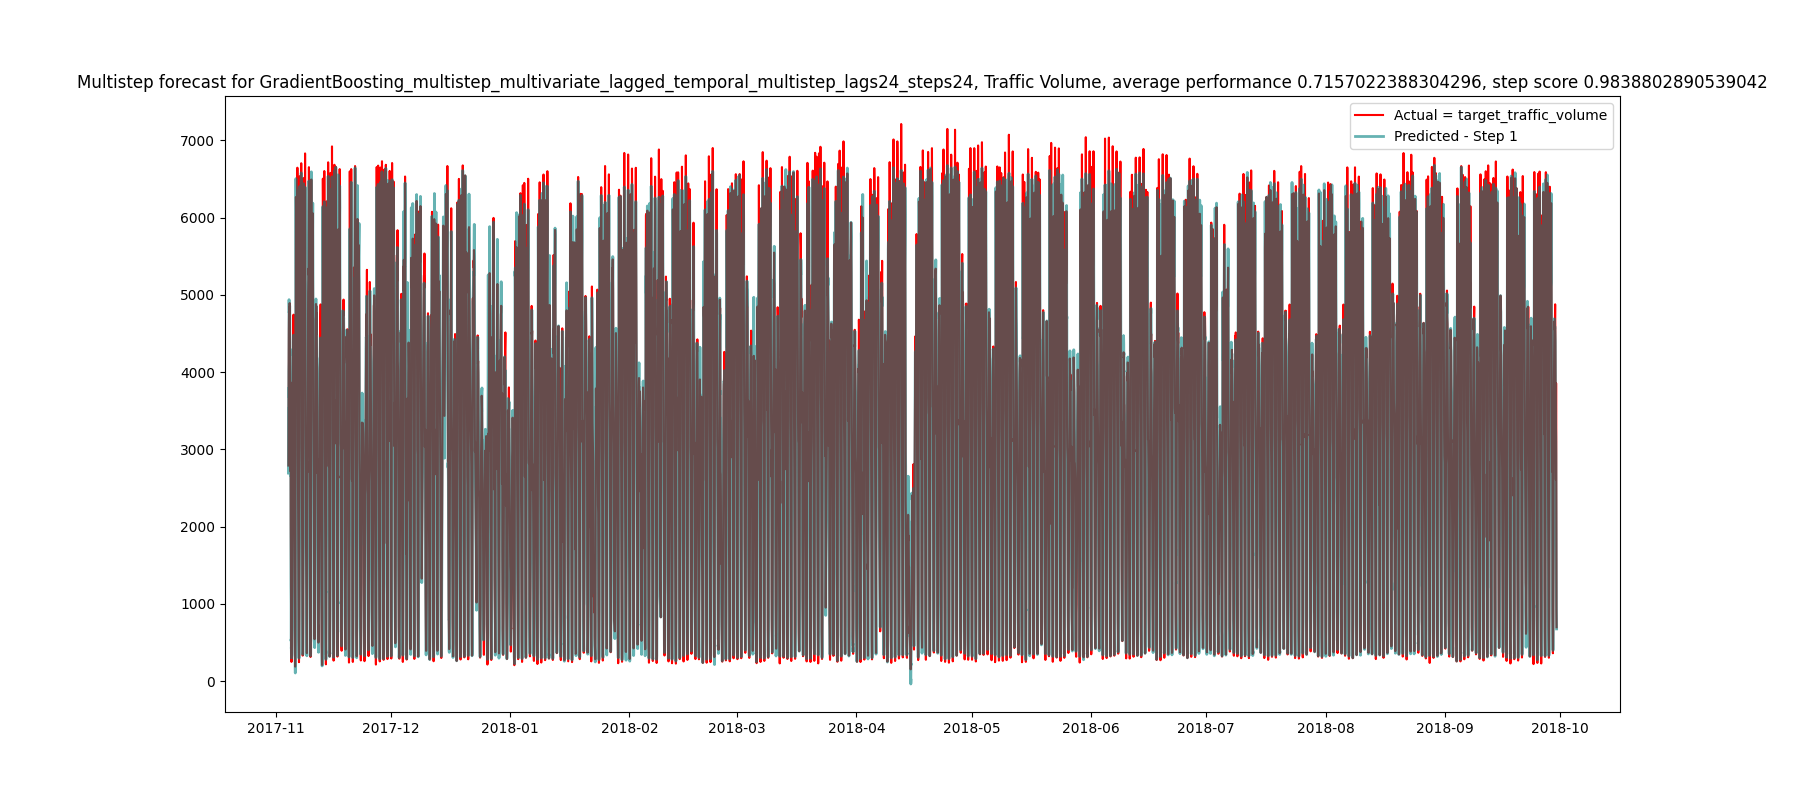 Multistep forecast for GradientBoosting_multistep_multivariate_lagged_temporal_multistep_lags24_steps24, Traffic Volume, average performance 0.7157022388304296, step score 0.9838802890539042
Actual = target_traffic_volume
Predicted - Step 1
7000
6000
5000
4000
3000
2000
1000
0
2017-11 2017-12 2018-01 2018-02 2018-03 2018-04 2018-05 2018-06 2018-07 2018-08 2018-09 2018-10